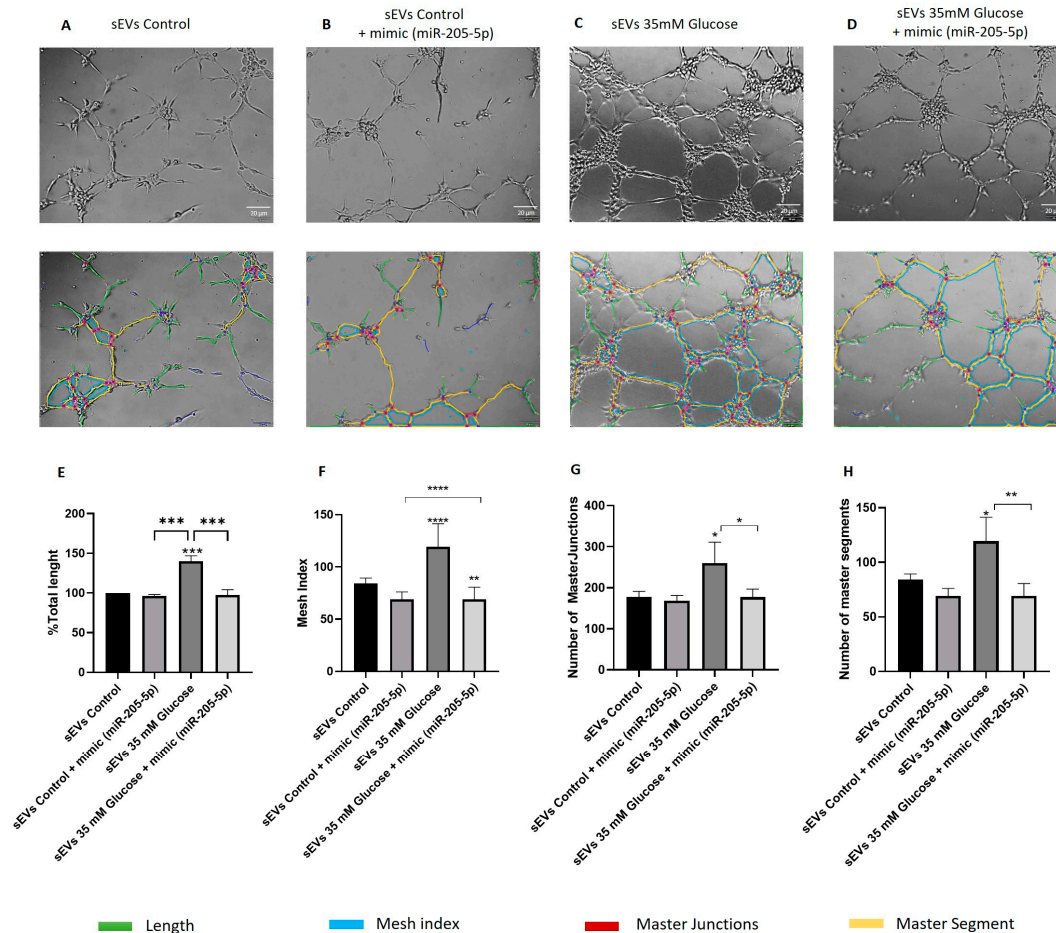 A
sEVs Control
B
sEVs Control
+ mimic (miR-205-5p)
C
sEVs 35mM Glucose
D
sEVs 35mM Glucose
+ mimic (miR-205-5p)
20 µm
20 µm
20 µm
E
%Total lenght
200
150
100
50
0
***
***
***
sEVs Control
sEVs Control + mimic (miR-205-5p)
sEVs 35 mM Glucose
sEVs 35 mM Glucose + mimic (miR-205-5p)
F
Mesh Index
150
100
50
0
****
****
**
sEVs Control
sEVs Control + mimic (miR-205-5p)
sEVs 35 mM Glucose
sEVs 35 mM Glucose + mimic (miR-205-5p)
G
Number of MasterJunctions
400
300
200
100
0
*
*
sEVs Control
sEVs Control + mimic (miR-205-5p)
sEVs 35 mM Glucose
sEVs 35 mM Glucose + mimic (miR-205-5p)
H
Number of master segments
150
100
50
0
*
**
sEVs Control
sEVs Control + mimic (miR-205-5p)
sEVs 35 mM Glucose
sEVs 35 mM Glucose + mimic (miR-205-5p)
Length
Mesh index
Master Junctions
Master Segment